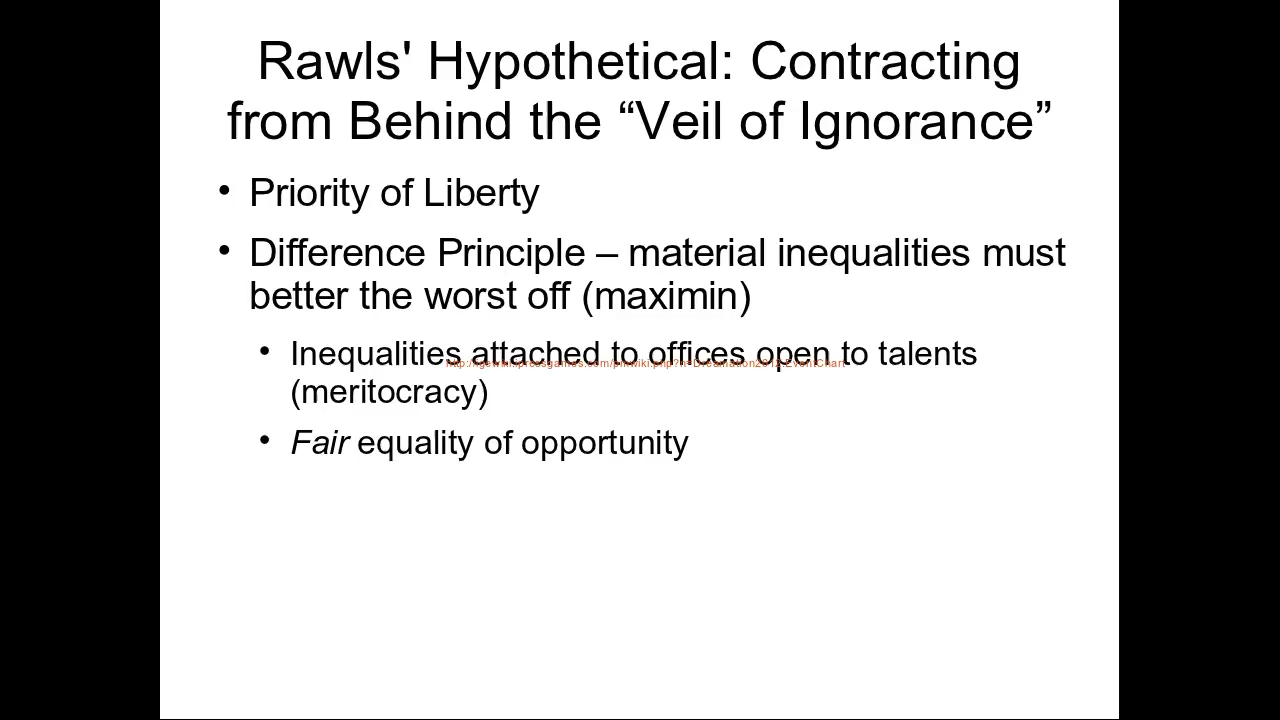 Rawls' Hypothetical: Contracting
from Behind the “Veil of Ignorance”
• Priority of Liberty
• Difference Principle – material inequalities must
better the worst off (maximin)
• Inequalities attached to offices open to talents
(meritocracy)
• Fair equality of opportunity